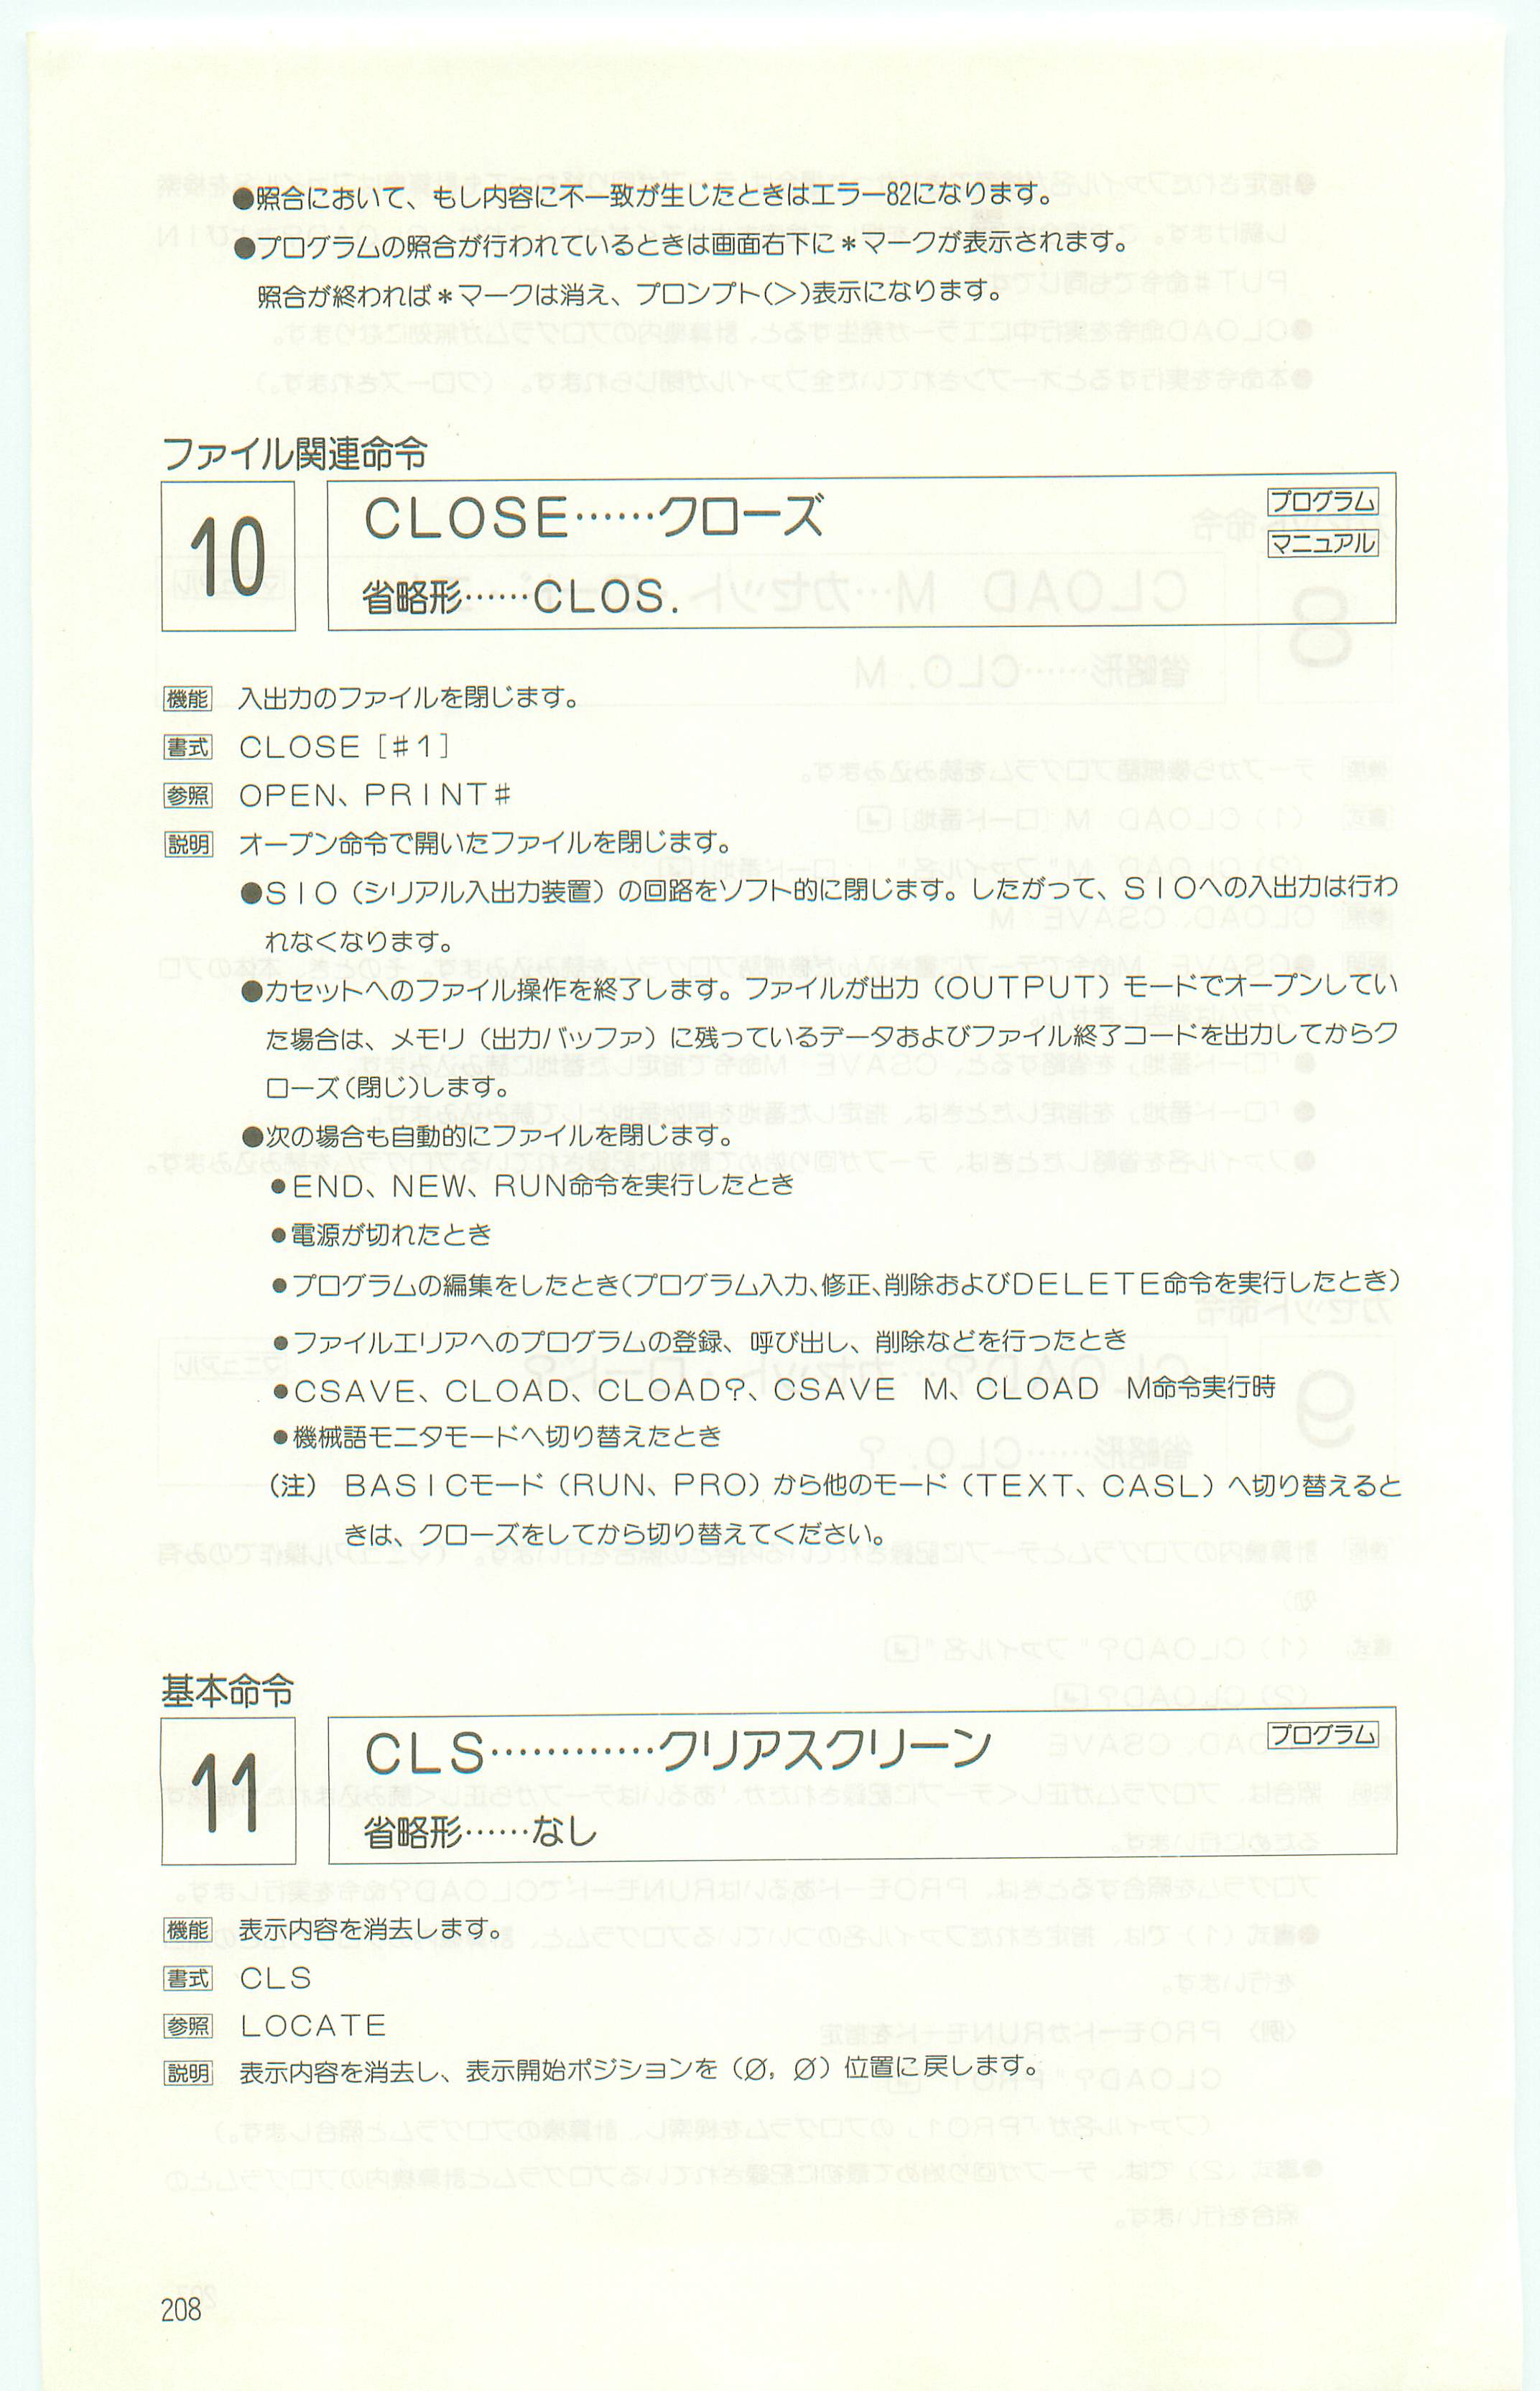 ●照合において、もし内容に不一致が生じたときはエラー82になります。
●プログラムの照合が行われているときは画面右下に＊マークが表示されます。
照合が終われば＊マークは消え、プロンプト(＞)表示になります。
ファイル関連命令
10
CLOSE……クローズ
プログラム
マニュアル
省略形……CLOS.
機能 入出力のファイルを閉じます。
書式 CLOSE［♯1］
参照 OPEN、PRINT♯
説明 オープン命令で開いたファイルを閉じます。
●SIO（シリアル入出力装置）の回路をソフト的に閉じます。したがって、SIOへの入出力は行わ
れなくなります。
●カセットへのファイル操作を終了します。ファイルが出力（OUTPUT）モードでオープンしてい
た場合は、メモリ（出力バッファ）に残っているデータおよびファイル終了コードを出力してからク
ローズ(閉じ)します。
●次の場合も自動的にファイルを閉じます。
●END、NEW、RUN命令を実行したとき
●電源が切れたとき
●プログラムの編集をしたとき(プログラム入力、修正、削除およびDELETE命令を実行したとき)
●ファイルエリアへのプログラムの登録、呼び出し、削除などを行ったとき
●CSAVE、CLOAD、CLOAD?、CSAVE　M、CLOAD　M命令実行時
●機械語モニタモードへ切り替えたとき
（注） BASICモード（RUN、PRO）から他のモード（TEXT、CASL）へ切り替えると
きは、クローズをしてから切り替えてください。
基本命令
11
CLS…………クリアスクリーン
プログラム
省略形……なし
機能 表示内容を消去します。
書式 CLS
参照 LOCATE
説明 表示内容を消去し、表示開始ポジションを（Ø，Ø）位置に戻します。
208